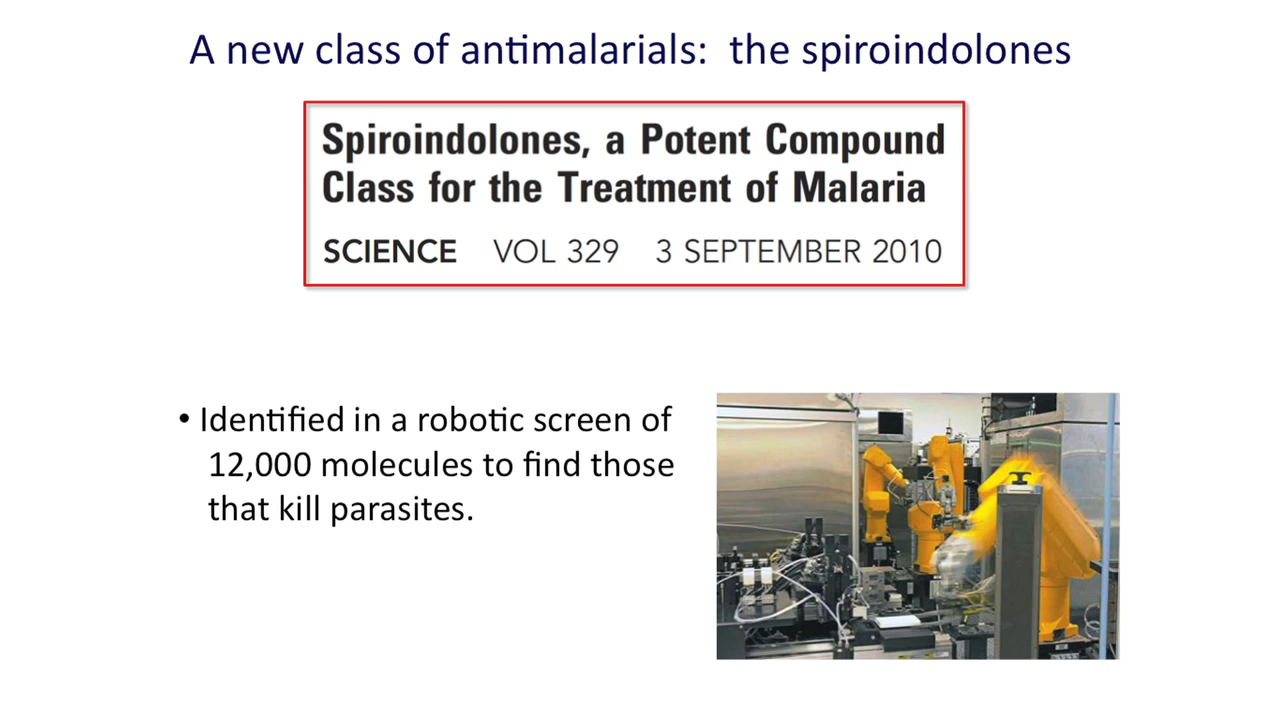 A new class of antimalarials: the spiroindolones
Spiroindolones, a Potent Compound
Class for the Treatment of Malaria
SCIENCE VOL 329 3 SEPTEMBER 2010
• Identified in a robotic screen of
12,000 molecules to find those
that kill parasites.